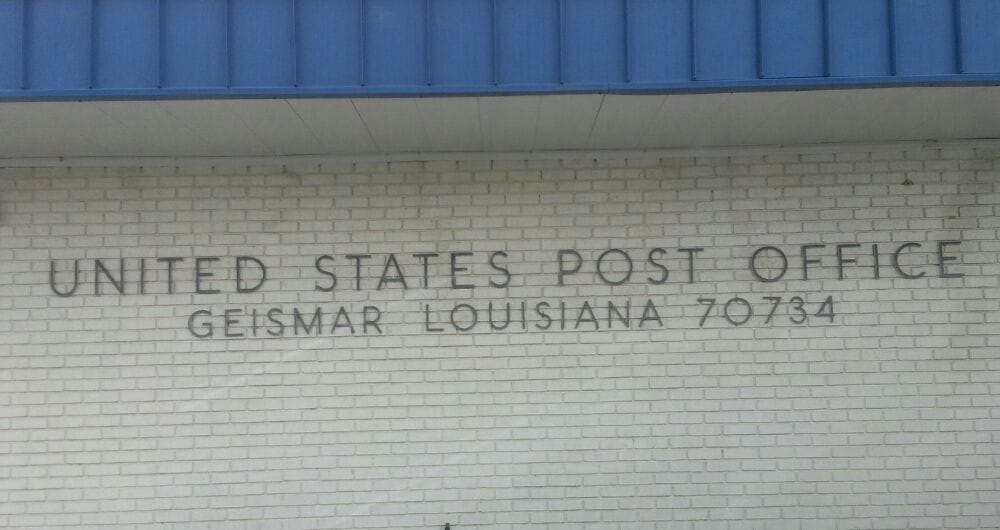 UNITED STATES POST OFFICE
GEISMAR LOUISIANA 70734